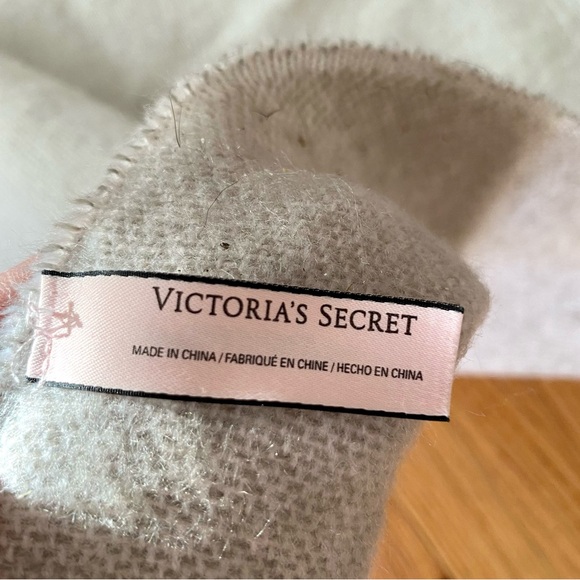 VICTORIA'S SECRET
MADE IN CHINA / FABRIQUÉ EN CHINE / HECHO EN CHINA